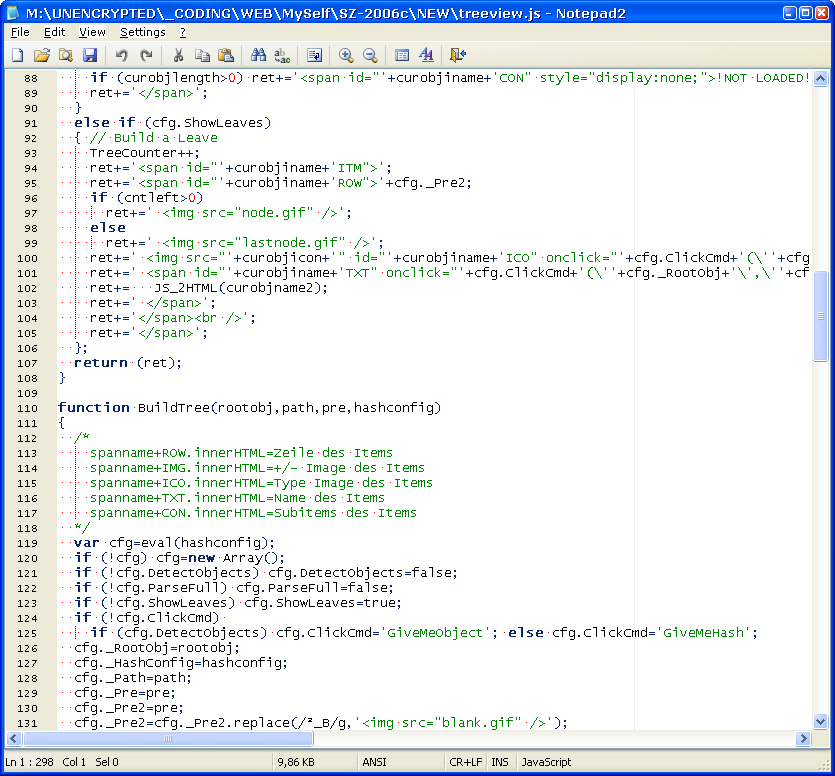 M:\UNENCRYPTED\_CODING\WEB\MySelf\SZ-2006c\NEW\treeview.js - Notepad2
File Edit View Settings ?
88 if (curobjlength>0) ret+='<span id="'+curobjiname+'CON" style="display:none;">!NOT LOADED!
89 ret+='</span>';
90 }
91 else if (cfg.ShowLeaves)
92 { // Build a Leave
93 TreeCounter++;
94 ret+='<span id="'+curobjiname+'ITM">';
95 ret+='<span id="'+curobjiname+'ROW">'+cfg._Pre2;
96 if (cntleft>0)
97 ret+=' <img src="node.gif" />';
98 else
99 ret+=' <img src="lastnode.gif" />';
100 ret+=' <img src="'+curobjicon+'" id="'+curobjiname+'ICO" onclick="'+cfg.ClickCmd+'(\''+cfg
101 ret+=' <span id="'+curobjiname+'TXT" onclick="'+cfg.ClickCmd+'(\''+cfg._RootObj+'\',\''+cf
102 ret+= JS_2HTML(curobjname2);
103 ret+=' </span>';
104 ret+='</span><br />';
105 ret+='</span>';
106 };
107 return (ret);
108 }
109
110 function BuildTree(rootobj,path,pre,hashconfig)
111 {
112 /*
113 spanname+ROW.innerHTML=Zeile des Items
114 spanname+IMG.innerHTML=+/- Image des Items
115 spanname+ICO.innerHTML=Type Image des Items
116 spanname+TXT.innerHTML=Name des Items
117 spanname+CON.innerHTML=Subitems des Items
118 */
119 var cfg=eval(hashconfig);
120 if (!cfg) cfg=new Array();
121 if (!cfg.DetectObjects) cfg.DetectObjects=false;
122 if (!cfg.ParseFull) cfg.ParseFull=false;
123 if (!cfg.ShowLeaves) cfg.ShowLeaves=true;
124 if (!cfg.ClickCmd)
125 if (cfg.DetectObjects) cfg.ClickCmd='GiveMeObject'; else cfg.ClickCmd='GiveMeHash';
126 cfg._RootObj=rootobj;
127 cfg._HashConfig=hashconfig;
128 cfg._Path=path;
129 cfg._Pre=pre;
130 cfg._Pre2=pre;
131 cfg._Pre2=cfg._Pre2.replace(/²_B/g,'<img src="blank.gif" />');
Ln 1 : 298 Col 1 Sel 0 9,86 KB ANSI CR+LF INS JavaScript